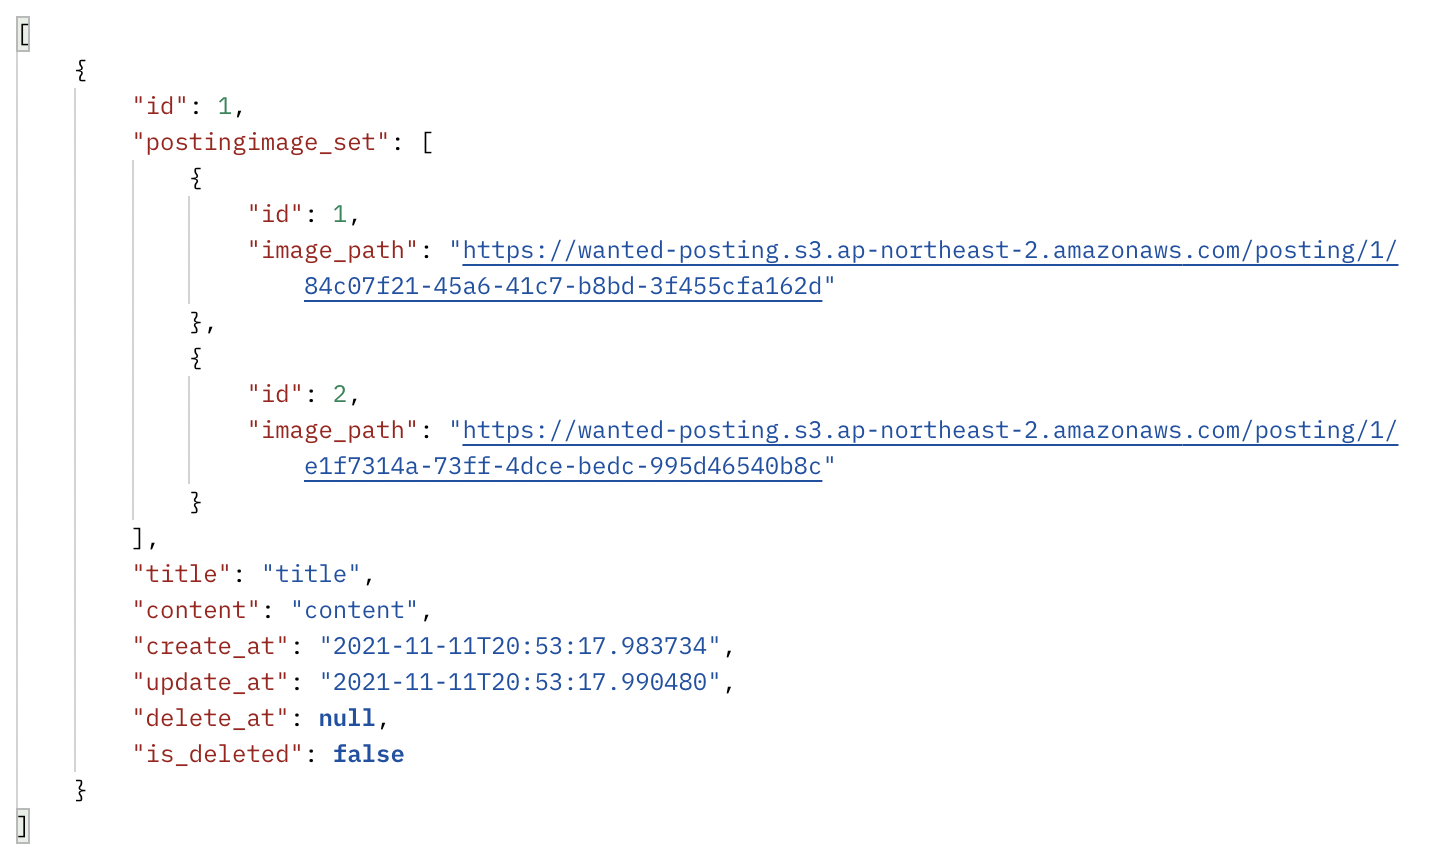 [
    {
        "id": 1,
        "postingimage_set": [
            {
                "id": 1,
                "image_path": "https://wanted-posting.s3.ap-northeast-2.amazonaws.com/posting/1/
                    84c07f21-45a6-41c7-b8bd-3f455cfa162d"
            },
            {
                "id": 2,
                "image_path": "https://wanted-posting.s3.ap-northeast-2.amazonaws.com/posting/1/
                    e1f7314a-73ff-4dce-bedc-995d46540b8c"
            }
        ],
        "title": "title",
        "content": "content",
        "create_at": "2021-11-11T20:53:17.983734",
        "update_at": "2021-11-11T20:53:17.990480",
        "delete_at": null,
        "is_deleted": false
    }
]